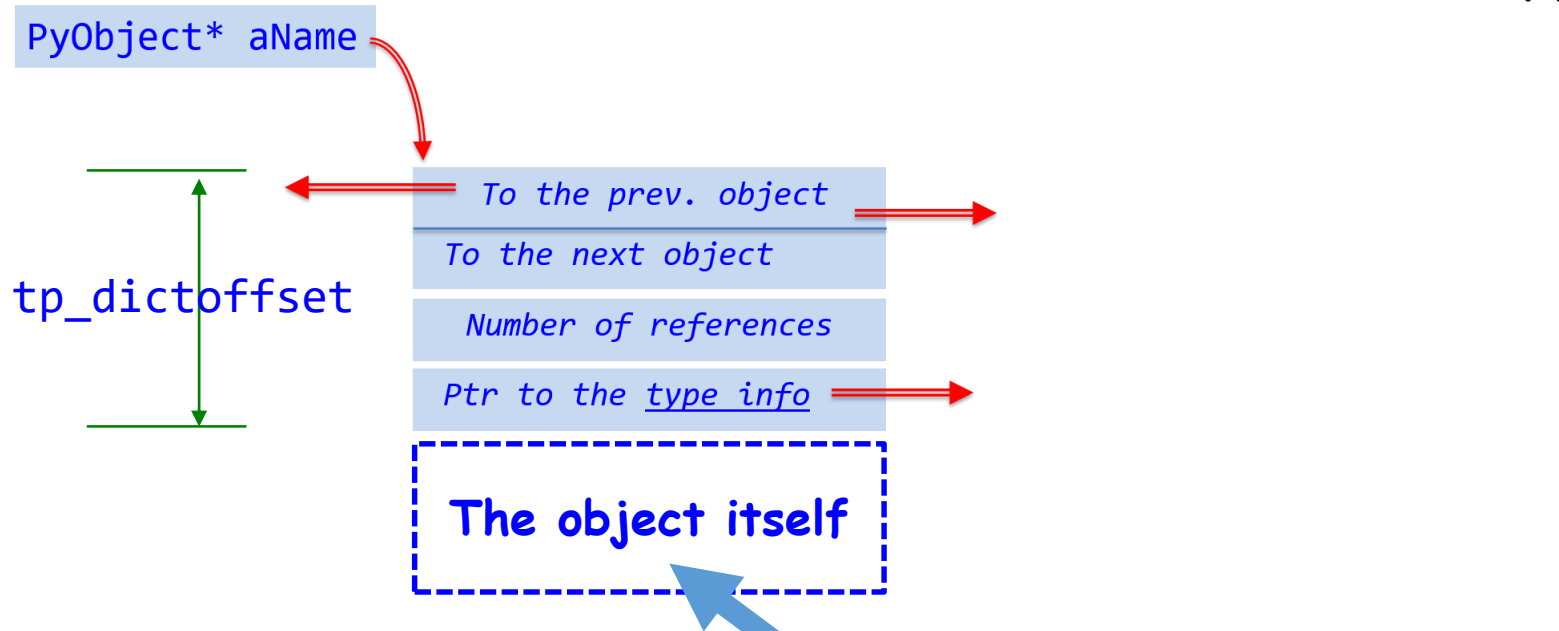 PyObject* aName
To the prev. object
To the next object
tp_dictoffset
Number of references
Ptr to the type info
The object itself